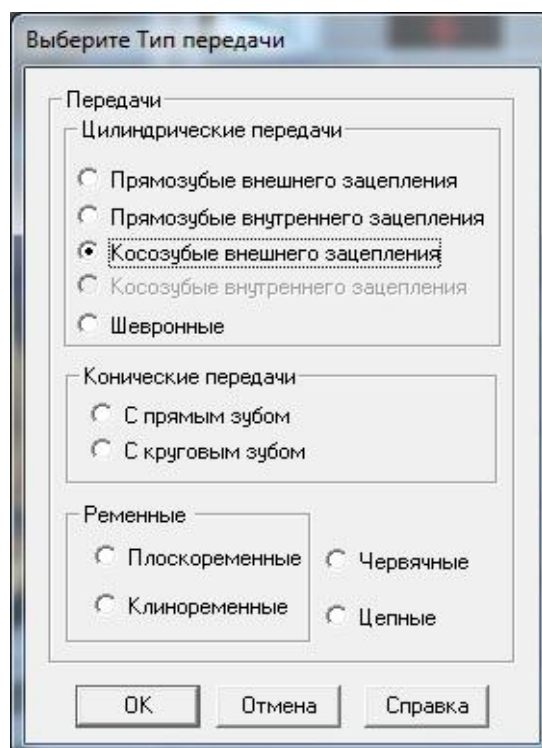 Выберите Тип передачи
Передачи
Цилиндрические передачи
Прямозубые внешнего зацепления
Прямозубые внутреннего зацепления
Косозубые внешнего зацепления
Косозубые внутреннего зацепления
Шевронные
Конические передачи
С прямым зубом
С круговым зубом
Ременные
Плоскоременные
Червячные
Клиноременные
Цепные
OK Отмена Справка